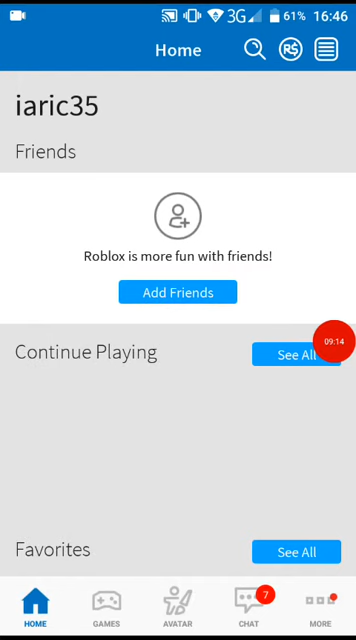 3G 61% 16:46
Home R$
iaric35
Friends
Roblox is more fun with friends!
Add Friends
Continue Playing
See All
09:14
Favorites
See All
7
HOME GAMES AVATAR CHAT MORE